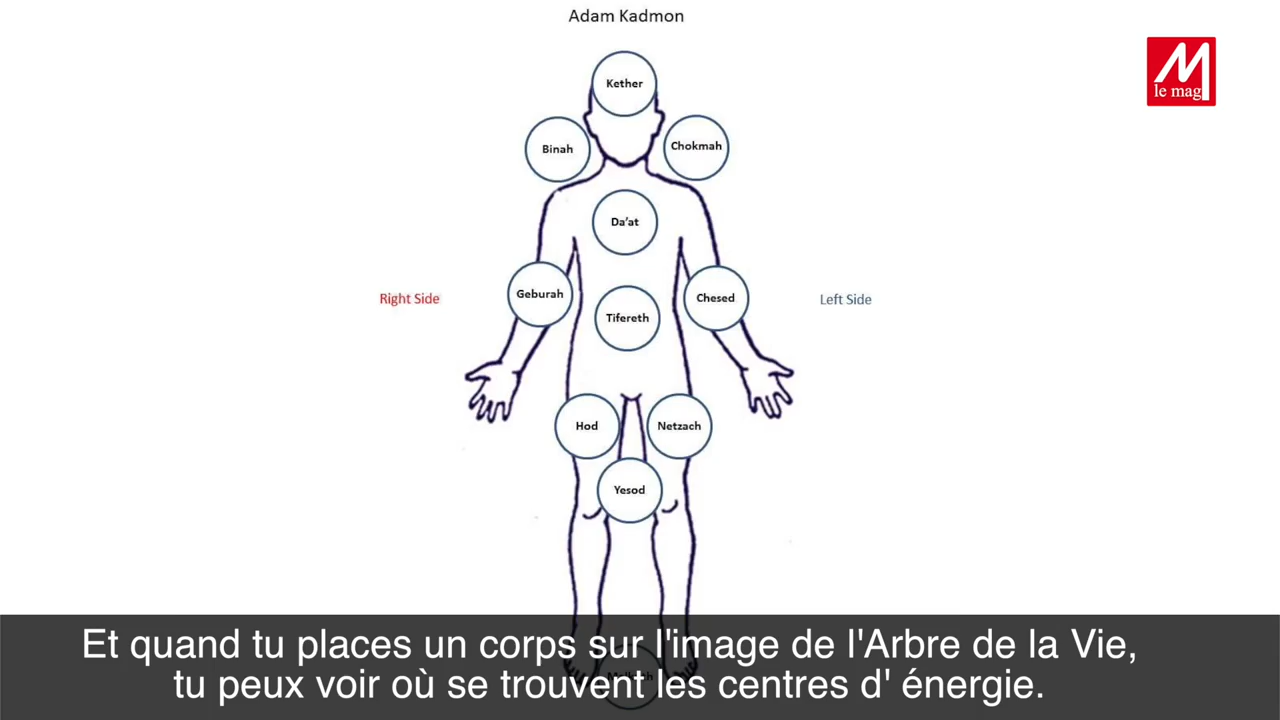 Adam Kadmon
M
le mag
Kether
Binah
Chokmah
Da'at
Right Side
Geburah
Chesed
Left Side
Tifereth
Hod
Netzach
Yesod
Et quand tu places un corps sur l'image de l'Arbre de la Vie,
tu peux voir où se trouvent les centres d' énergie.